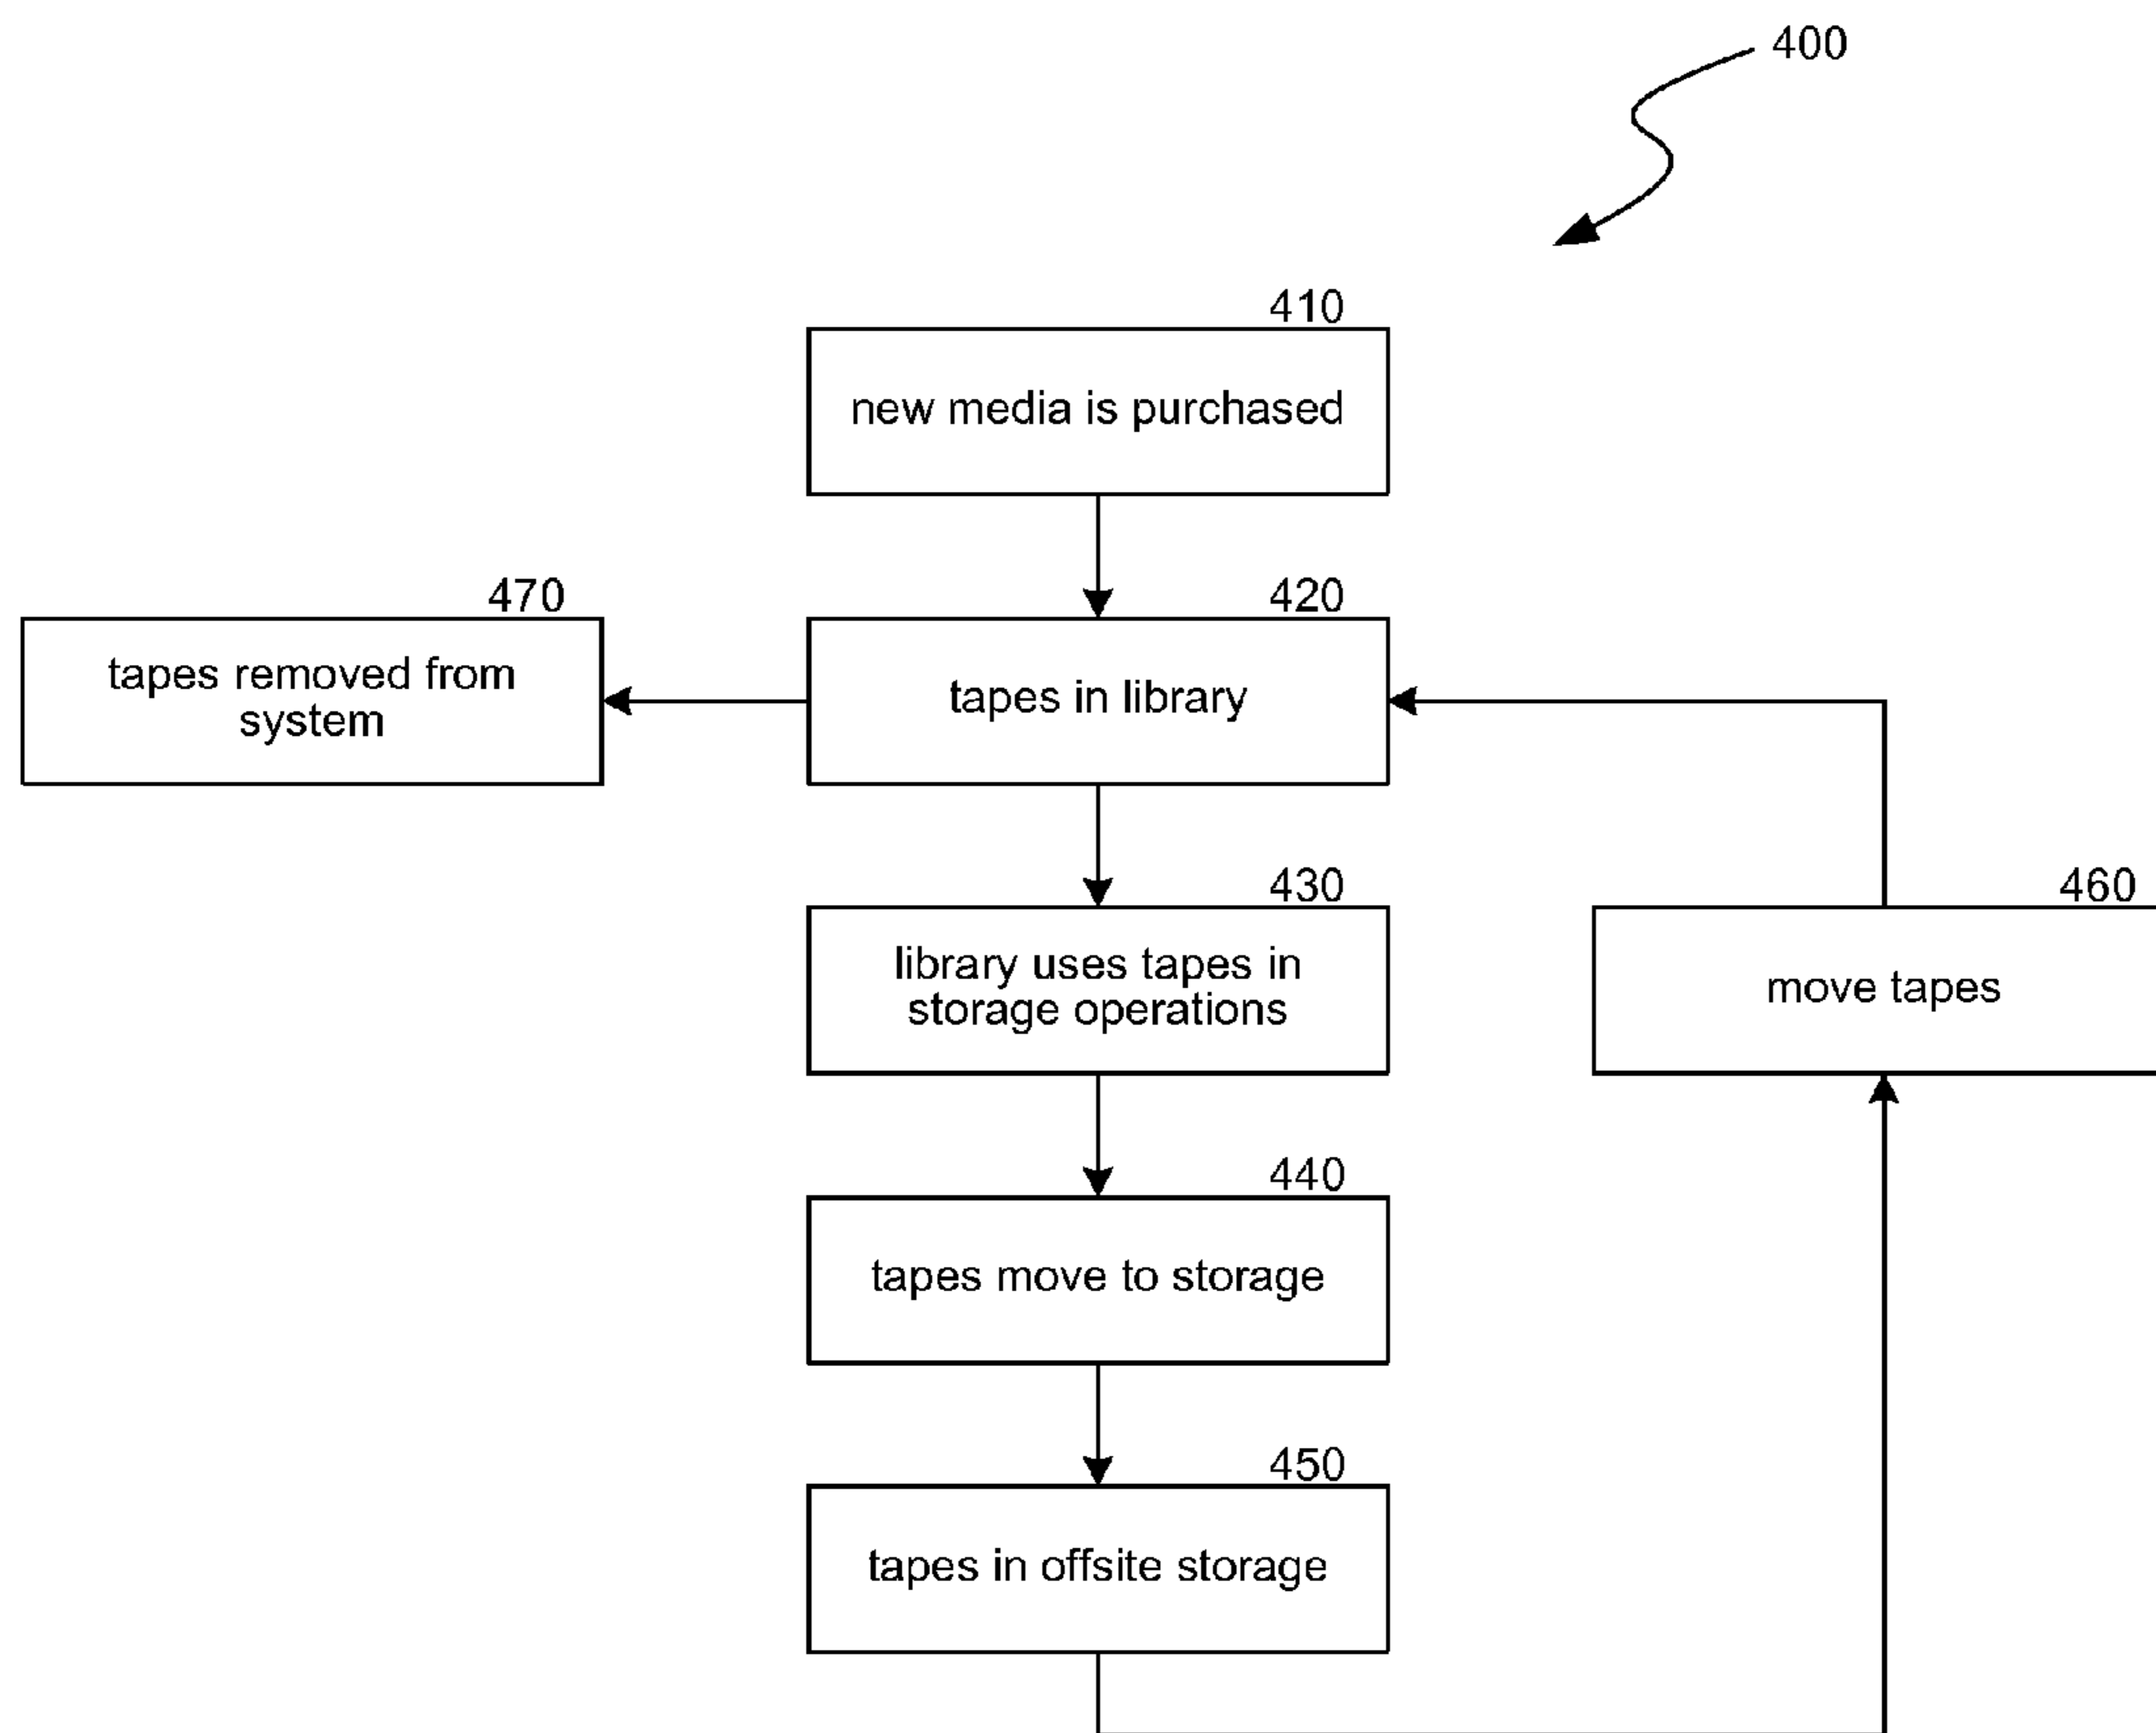 400
410
new media is purchased
470
tapes removed from
system
420
tapes in library
430
library uses tapes in
storage operations
460
move tapes
440
tapes move to storage
450
tapes in offsite storage